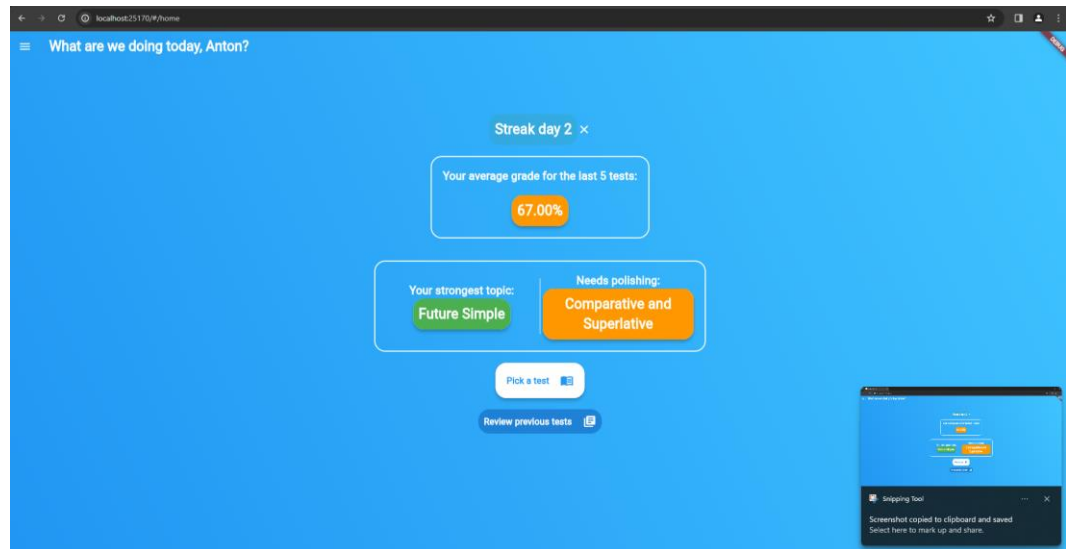 localhost:25170/#/home
What are we doing today, Anton?
DEBUG
Streak day 2
Your average grade for the last 5 tests:
67.00%
Your strongest topic:
Future Simple
Needs polishing:
Comparative and
Superlative
Pick a test
Review previous tests
Snipping Tool
Screenshot copied to clipboard and saved
Select here to mark up and share.